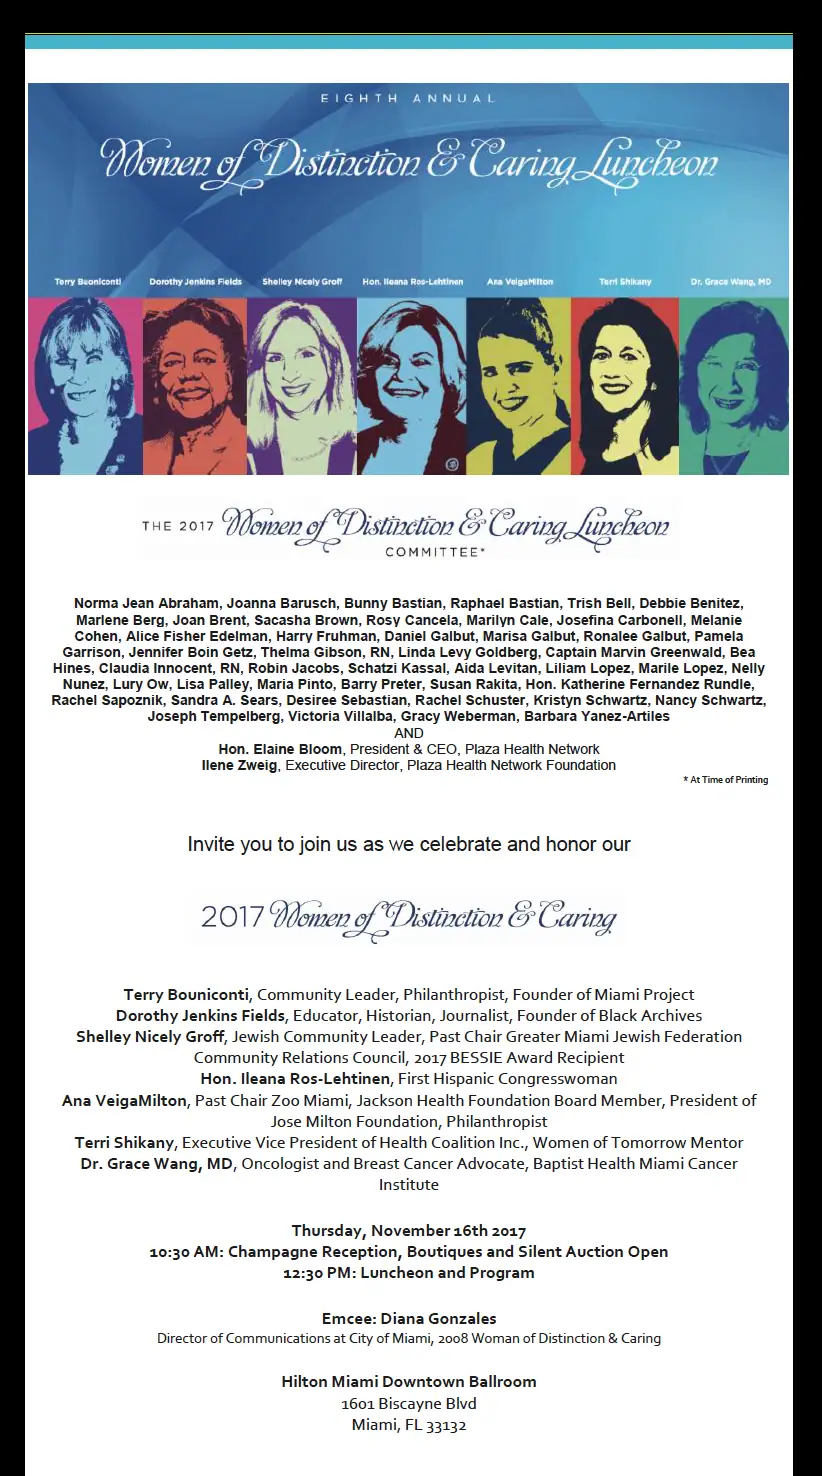 EIGHTH ANNUAL
Women of Distinction & Caring Luncheon
Terry Buoniconti Dorothy Jenkins Fields Shelley Nicely Groff Hon. Ileana Ros-Lehtinen Ana VeigaMilton Terri Shikany Dr. Grace Wang, MD
THE 2017 Women of Distinction & Caring Luncheon
COMMITTEE*
Norma Jean Abraham, Joanna Barusch, Bunny Bastian, Raphael Bastian, Trish Bell, Debbie Benitez,
Marlene Berg, Joan Brent, Sacasha Brown, Rosy Cancela, Marilyn Cale, Josefina Carbonell, Melanie
Cohen, Alice Fisher Edelman, Harry Fruhman, Daniel Galbut, Marisa Galbut, Ronalee Galbut, Pamela
Garrison, Jennifer Boin Getz, Thelma Gibson, RN, Linda Levy Goldberg, Captain Marvin Greenwald, Bea
Hines, Claudia Innocent, RN, Robin Jacobs, Schatzi Kassal, Aida Levitan, Liliam Lopez, Marile Lopez, Nelly
Nunez, Lury Ow, Lisa Palley, Maria Pinto, Barry Preter, Susan Rakita, Hon. Katherine Fernandez Rundle,
Rachel Sapoznik, Sandra A. Sears, Desiree Sebastian, Rachel Schuster, Kristyn Schwartz, Nancy Schwartz,
Joseph Tempelberg, Victoria Villalba, Gracy Weberman, Barbara Yanez-Artiles
AND
Hon. Elaine Bloom, President & CEO, Plaza Health Network
Ilene Zweig, Executive Director, Plaza Health Network Foundation
* At Time of Printing
Invite you to join us as we celebrate and honor our
2017 Women of Distinction & Caring
Terry Bouniconti, Community Leader, Philanthropist, Founder of Miami Project
Dorothy Jenkins Fields, Educator, Historian, Journalist, Founder of Black Archives
Shelley Nicely Groff, Jewish Community Leader, Past Chair Greater Miami Jewish Federation
Community Relations Council, 2017 BESSIE Award Recipient
Hon. Ileana Ros-Lehtinen, First Hispanic Congresswoman
Ana VeigaMilton, Past Chair Zoo Miami, Jackson Health Foundation Board Member, President of
Jose Milton Foundation, Philanthropist
Terri Shikany, Executive Vice President of Health Coalition Inc., Women of Tomorrow Mentor
Dr. Grace Wang, MD, Oncologist and Breast Cancer Advocate, Baptist Health Miami Cancer
Institute
Thursday, November 16th 2017
10:30 AM: Champagne Reception, Boutiques and Silent Auction Open
12:30 PM: Luncheon and Program
Emcee: Diana Gonzales
Director of Communications at City of Miami, 2008 Woman of Distinction & Caring
Hilton Miami Downtown Ballroom
1601 Biscayne Blvd
Miami, FL 33132